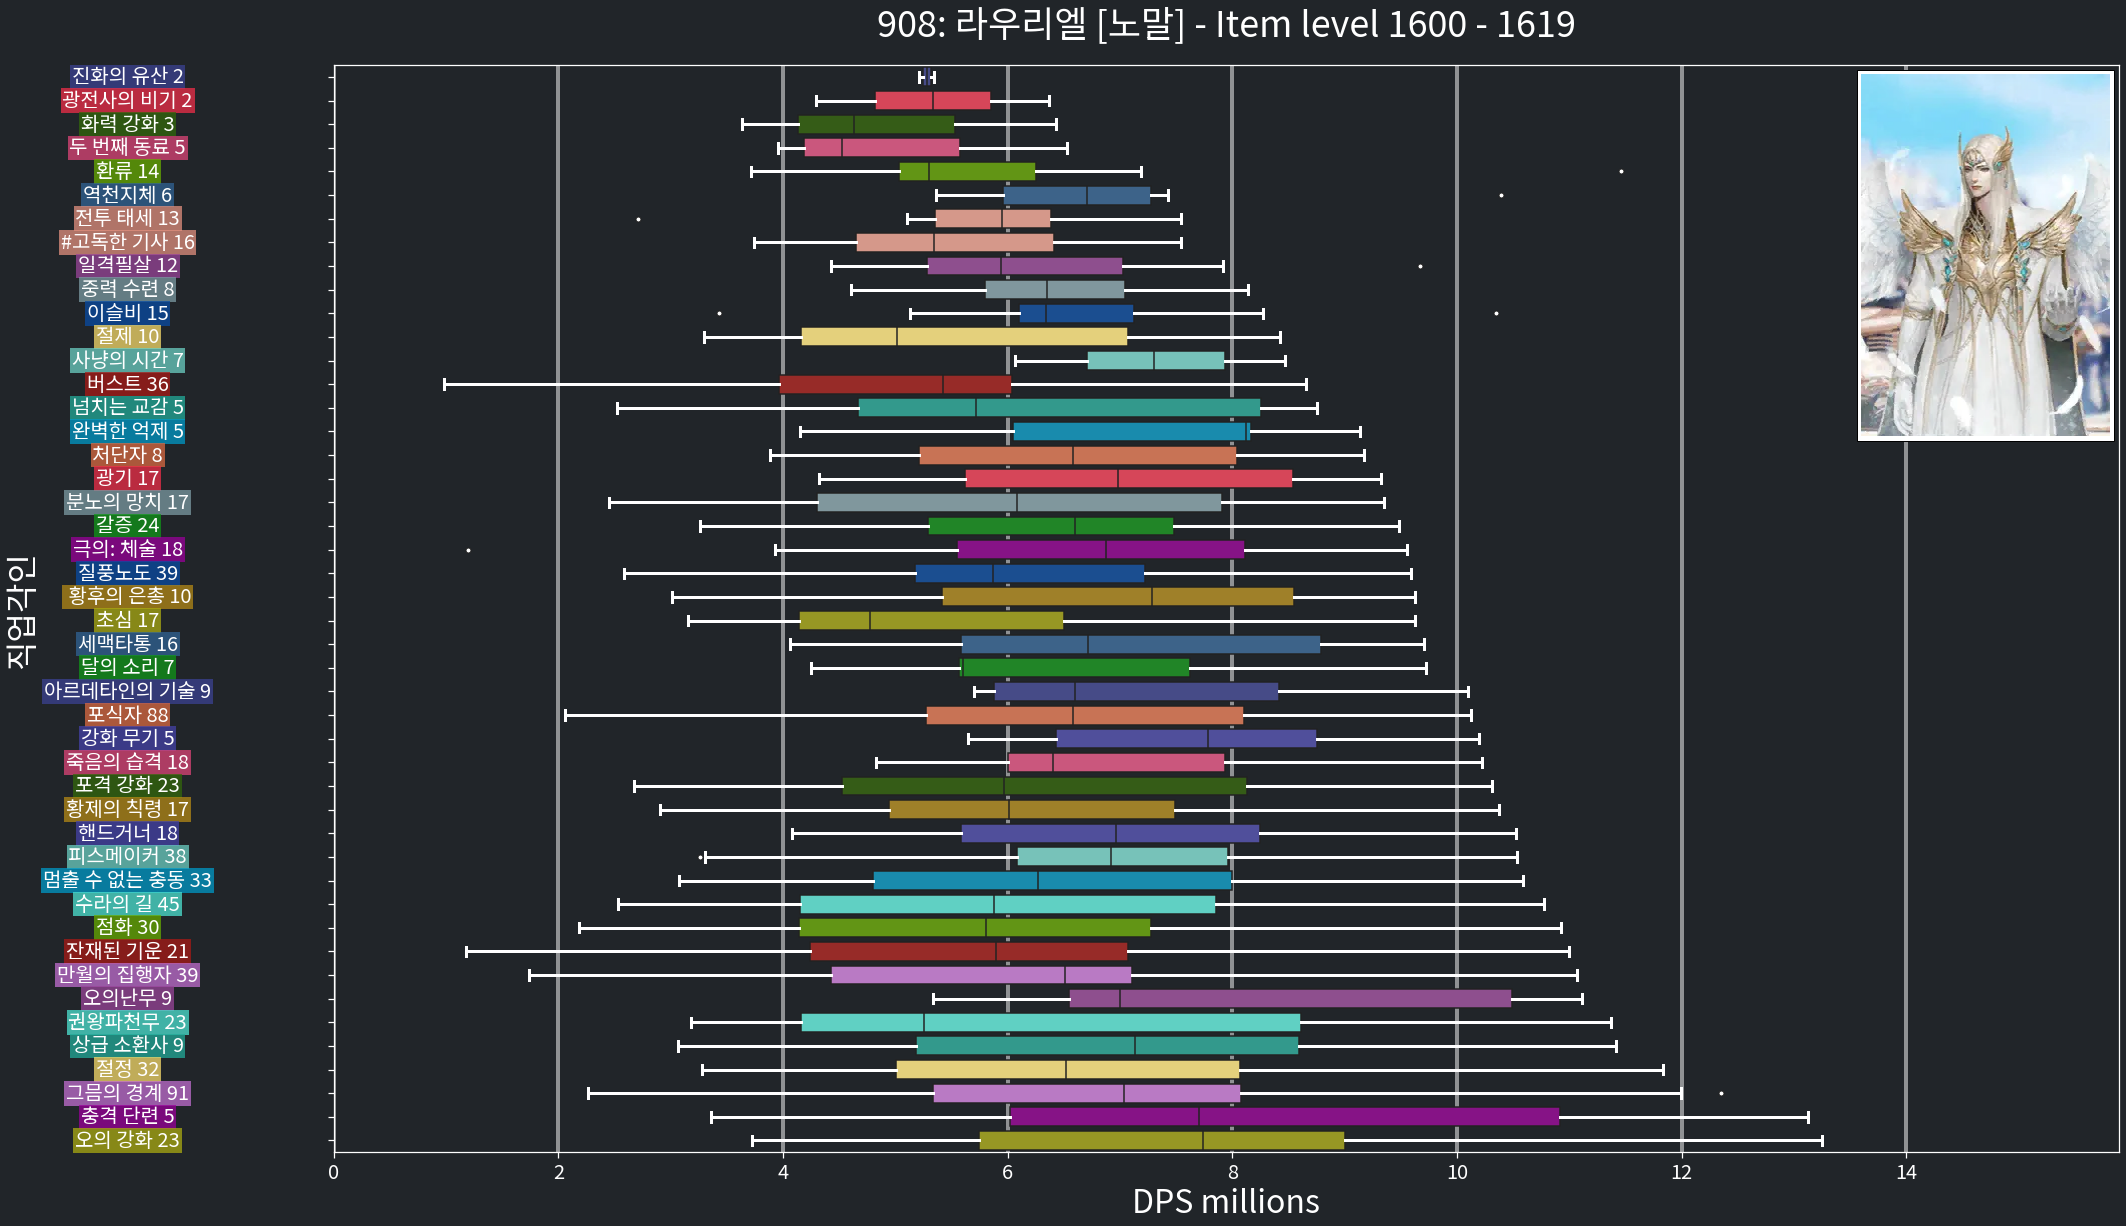 908: 라우리엘 [노말] - Item level 1600 - 1619
진화의 유산 2
광전사의 비기 2
화력 강화 3
두 번째 동료 5
환류 14
역천지체 6
전투 태세 13
#고독한 기사 16
일격필살 12
중력 수련 8
이슬비 15
절제 10
사냥의 시간 7
버스트 36
넘치는 교감 5
완벽한 억제 5
처단자 8
광기 17
분노의 망치 17
갈증 24
극의: 체술 18
질풍노도 39
황후의 은총 10
초심 17
세맥타통 16
달의 소리 7
아르데타인의 기술 9
포식자 88
강화 무기 5
죽음의 습격 18
포격 강화 23
황제의 칙령 17
핸드거너 18
피스메이커 38
멈출 수 없는 충동 33
수라의 길 45
점화 30
잔재된 기운 21
만월의 집행자 39
오의난무 9
권왕파천무 23
상급 소환사 9
절정 32
그믐의 경계 91
충격 단련 5
오의 강화 23
직업각인
0 2 4 6 8 10 12 14
DPS millions